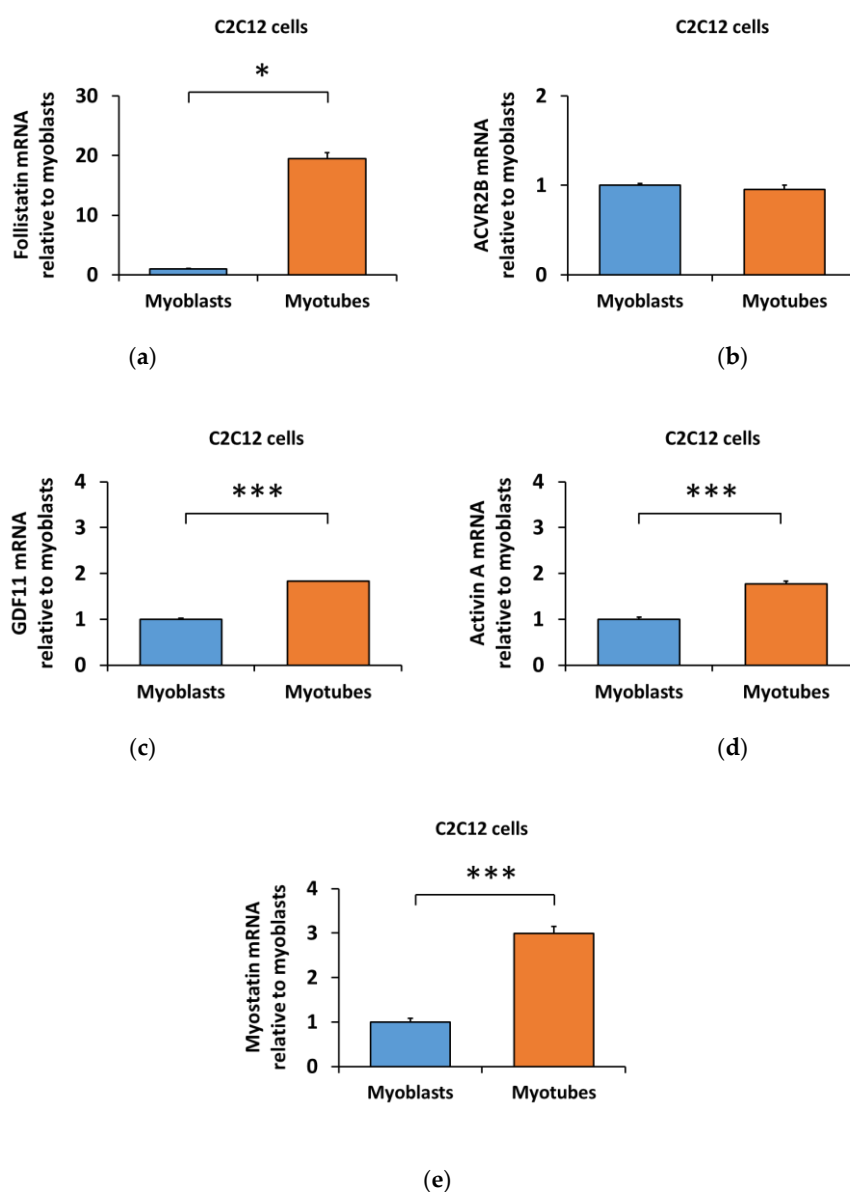 C2C12 cells
Follistatin mRNA
relative to myoblasts
30
20
10
0
*
Myoblasts
Myotubes
(a)
C2C12 cells
ACVR2B mRNA
relative to myoblasts
2
1
0
Myoblasts
Myotubes
(b)
C2C12 cells
GDF11 mRNA
relative to myoblasts
4
3
2
1
0
***
Myoblasts
Myotubes
(c)
C2C12 cells
Activin A mRNA
relative to myoblasts
4
3
2
1
0
***
Myoblasts
Myotubes
(d)
C2C12 cells
Myostatin mRNA
relative to myoblasts
4
3
2
1
0
***
Myoblasts
Myotubes
(e)